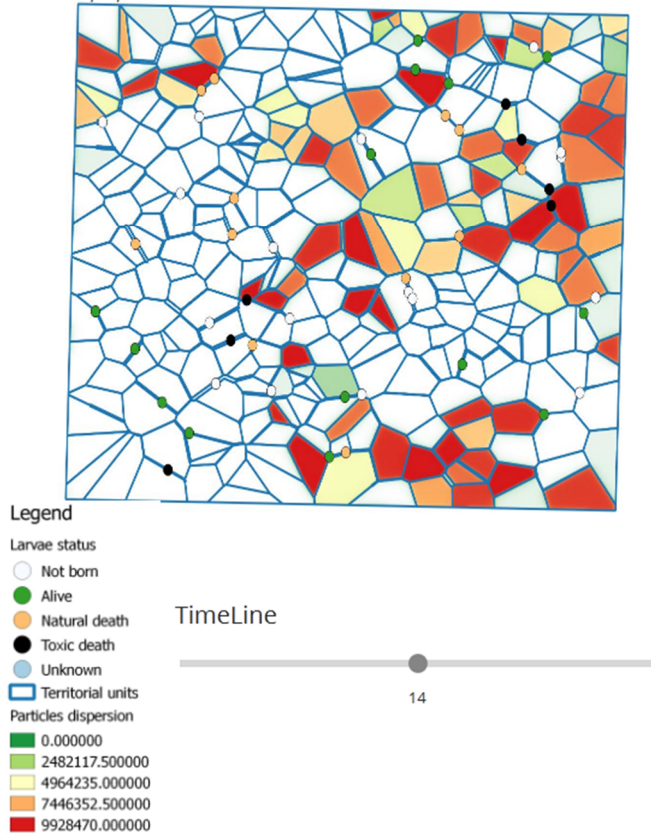 Legend
Larvae status
Not born
Alive
Natural death
Toxic death
Unknown
Territorial units
Particles dispersion
0.000000
2482117.500000
4964235.000000
7446352.500000
9928470.000000
TimeLine
14